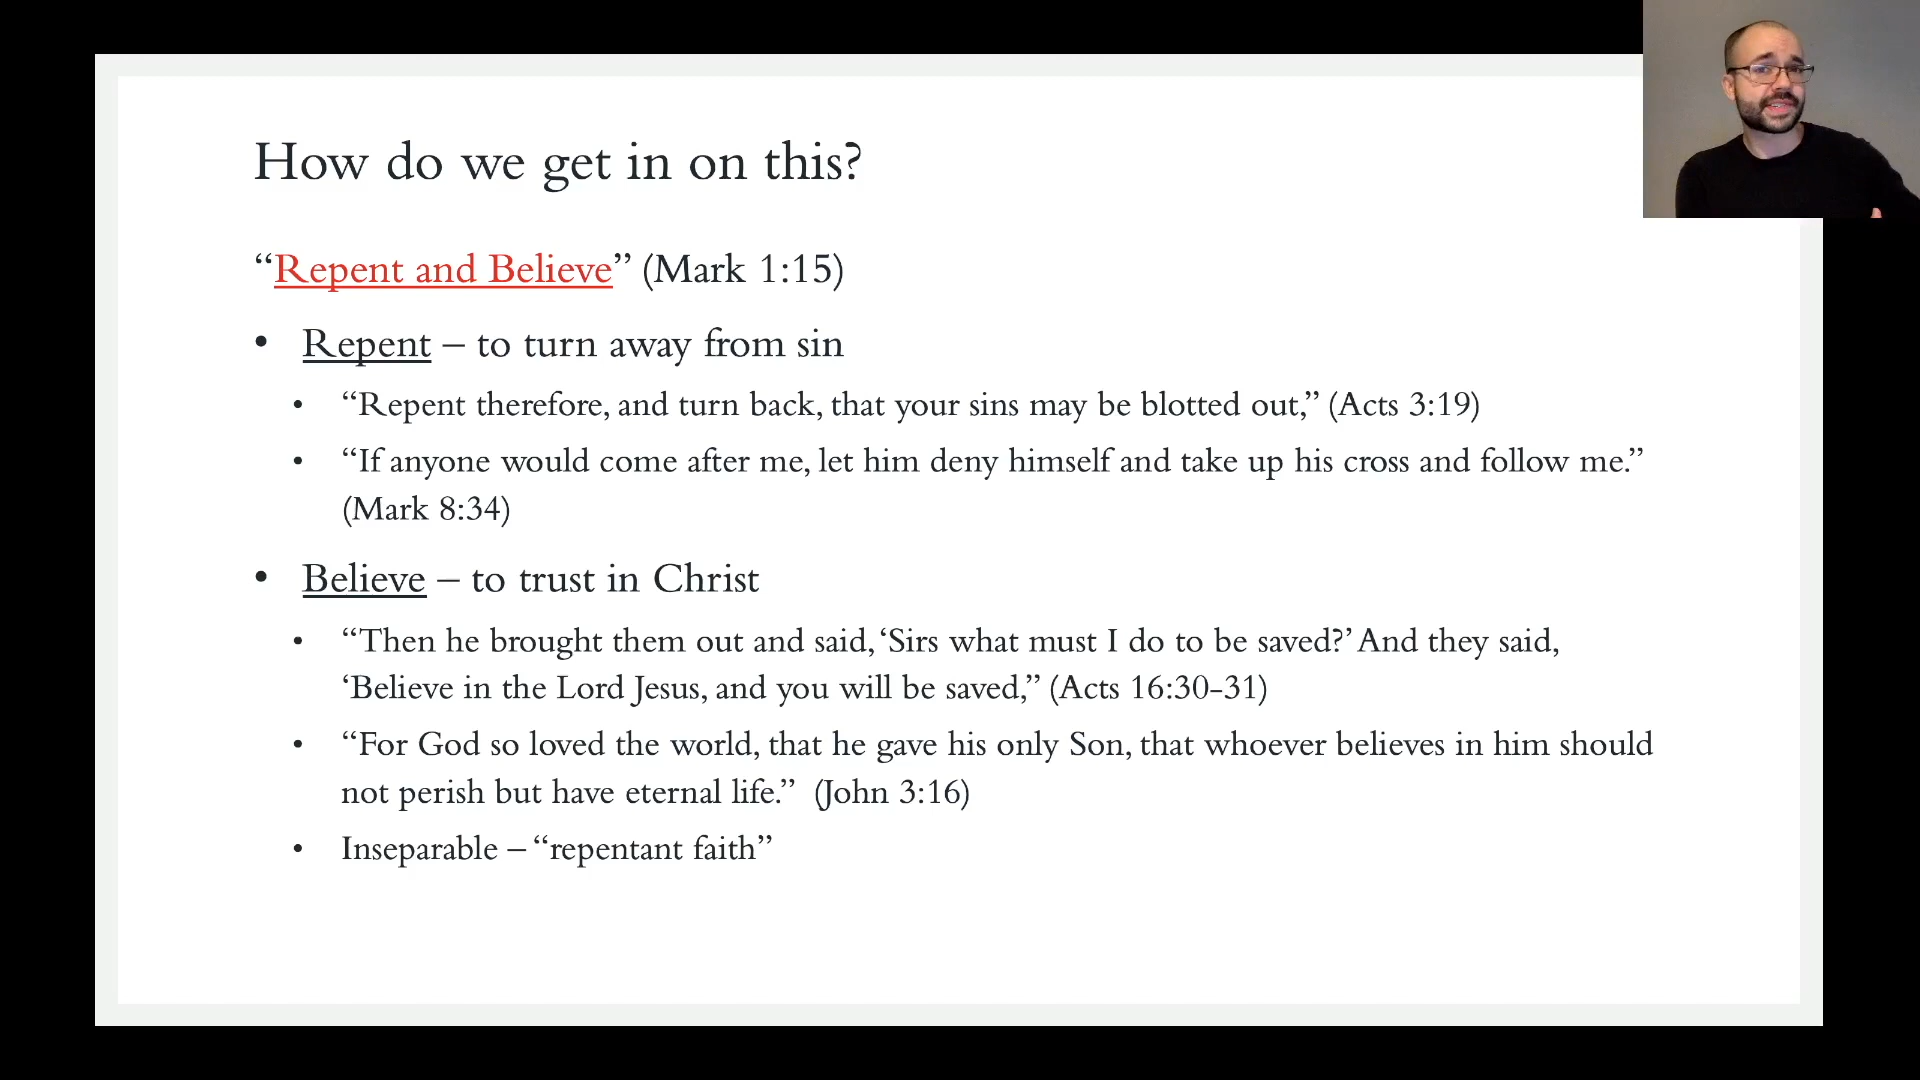 How do we get in on this?
“Repent and Believe” (Mark 1:15)
• Repent – to turn away from sin
• “Repent therefore, and turn back, that your sins may be blotted out,” (Acts 3:19)
• “If anyone would come after me, let him deny himself and take up his cross and follow me.”
(Mark 8:34)
• Believe – to trust in Christ
• “Then he brought them out and said, ‘Sirs what must I do to be saved?’ And they said,
‘Believe in the Lord Jesus, and you will be saved,” (Acts 16:30-31)
• “For God so loved the world, that he gave his only Son, that whoever believes in him should
not perish but have eternal life.”  (John 3:16)
• Inseparable – “repentant faith”